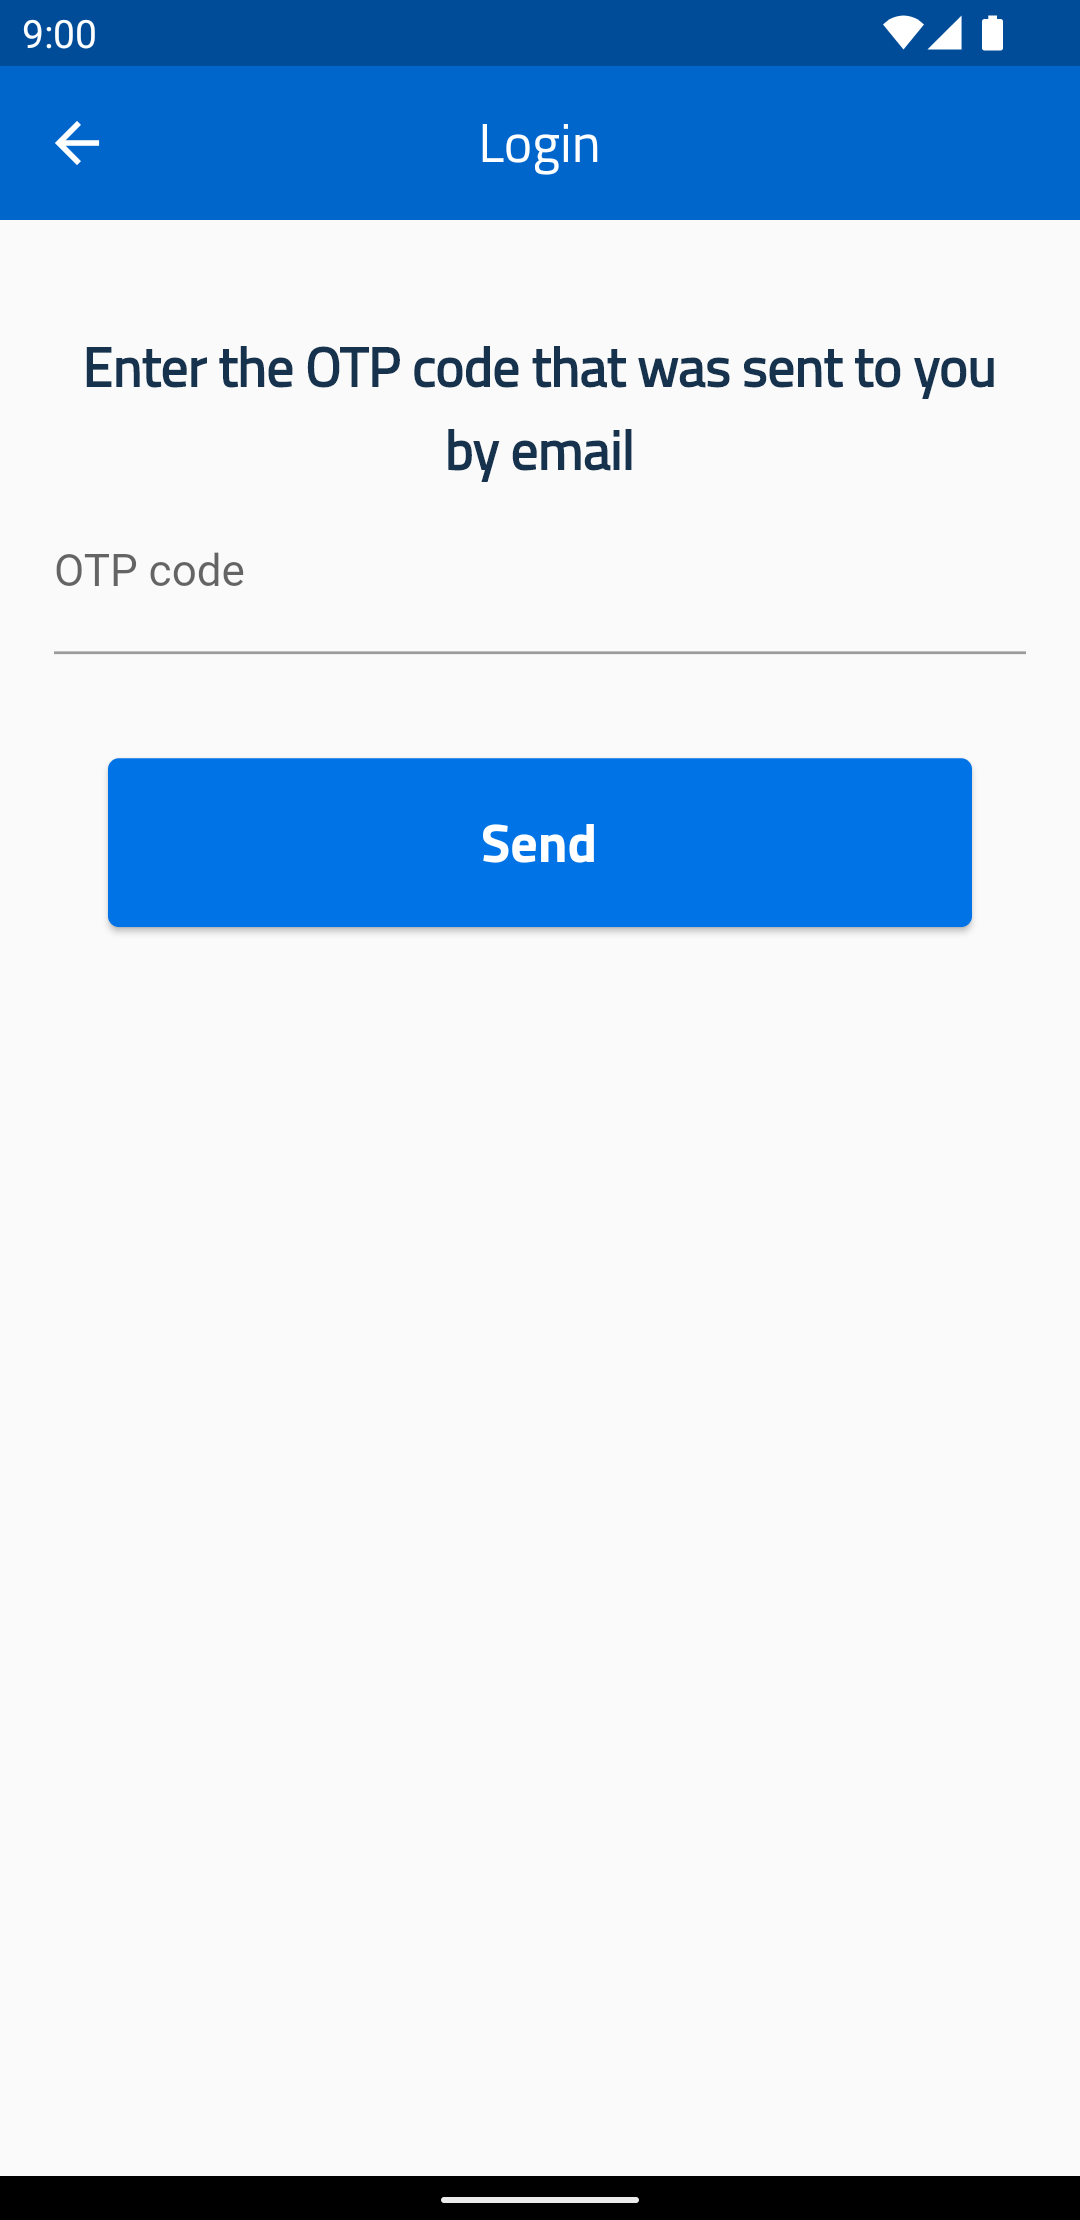 9:00
Login
Enter the OTP code that was sent to you
by email
OTP code
Send